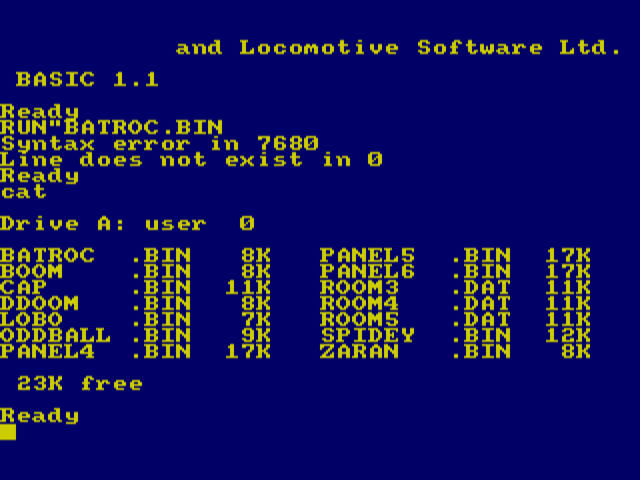 and Locomotive Software Ltd.
BASIC 1.1
Ready
RUN"BATROC.BIN
Syntax error in 7680
Line does not exist in 0
Ready
cat
Drive A: user 0
BATROC .BIN 8K PANEL5 .BIN 17K
BOOM .BIN 8K PANEL6 .BIN 17K
CAP .BIN 11K ROOM3 .DAT 11K
DDOOM .BIN 8K ROOM4 .DAT 11K
LOBO .BIN 7K ROOM5 .DAT 11K
ODDBALL .BIN 9K SPIDEY .BIN 12K
PANEL4 .BIN 17K ZARAN .BIN 8K
23K free
Ready